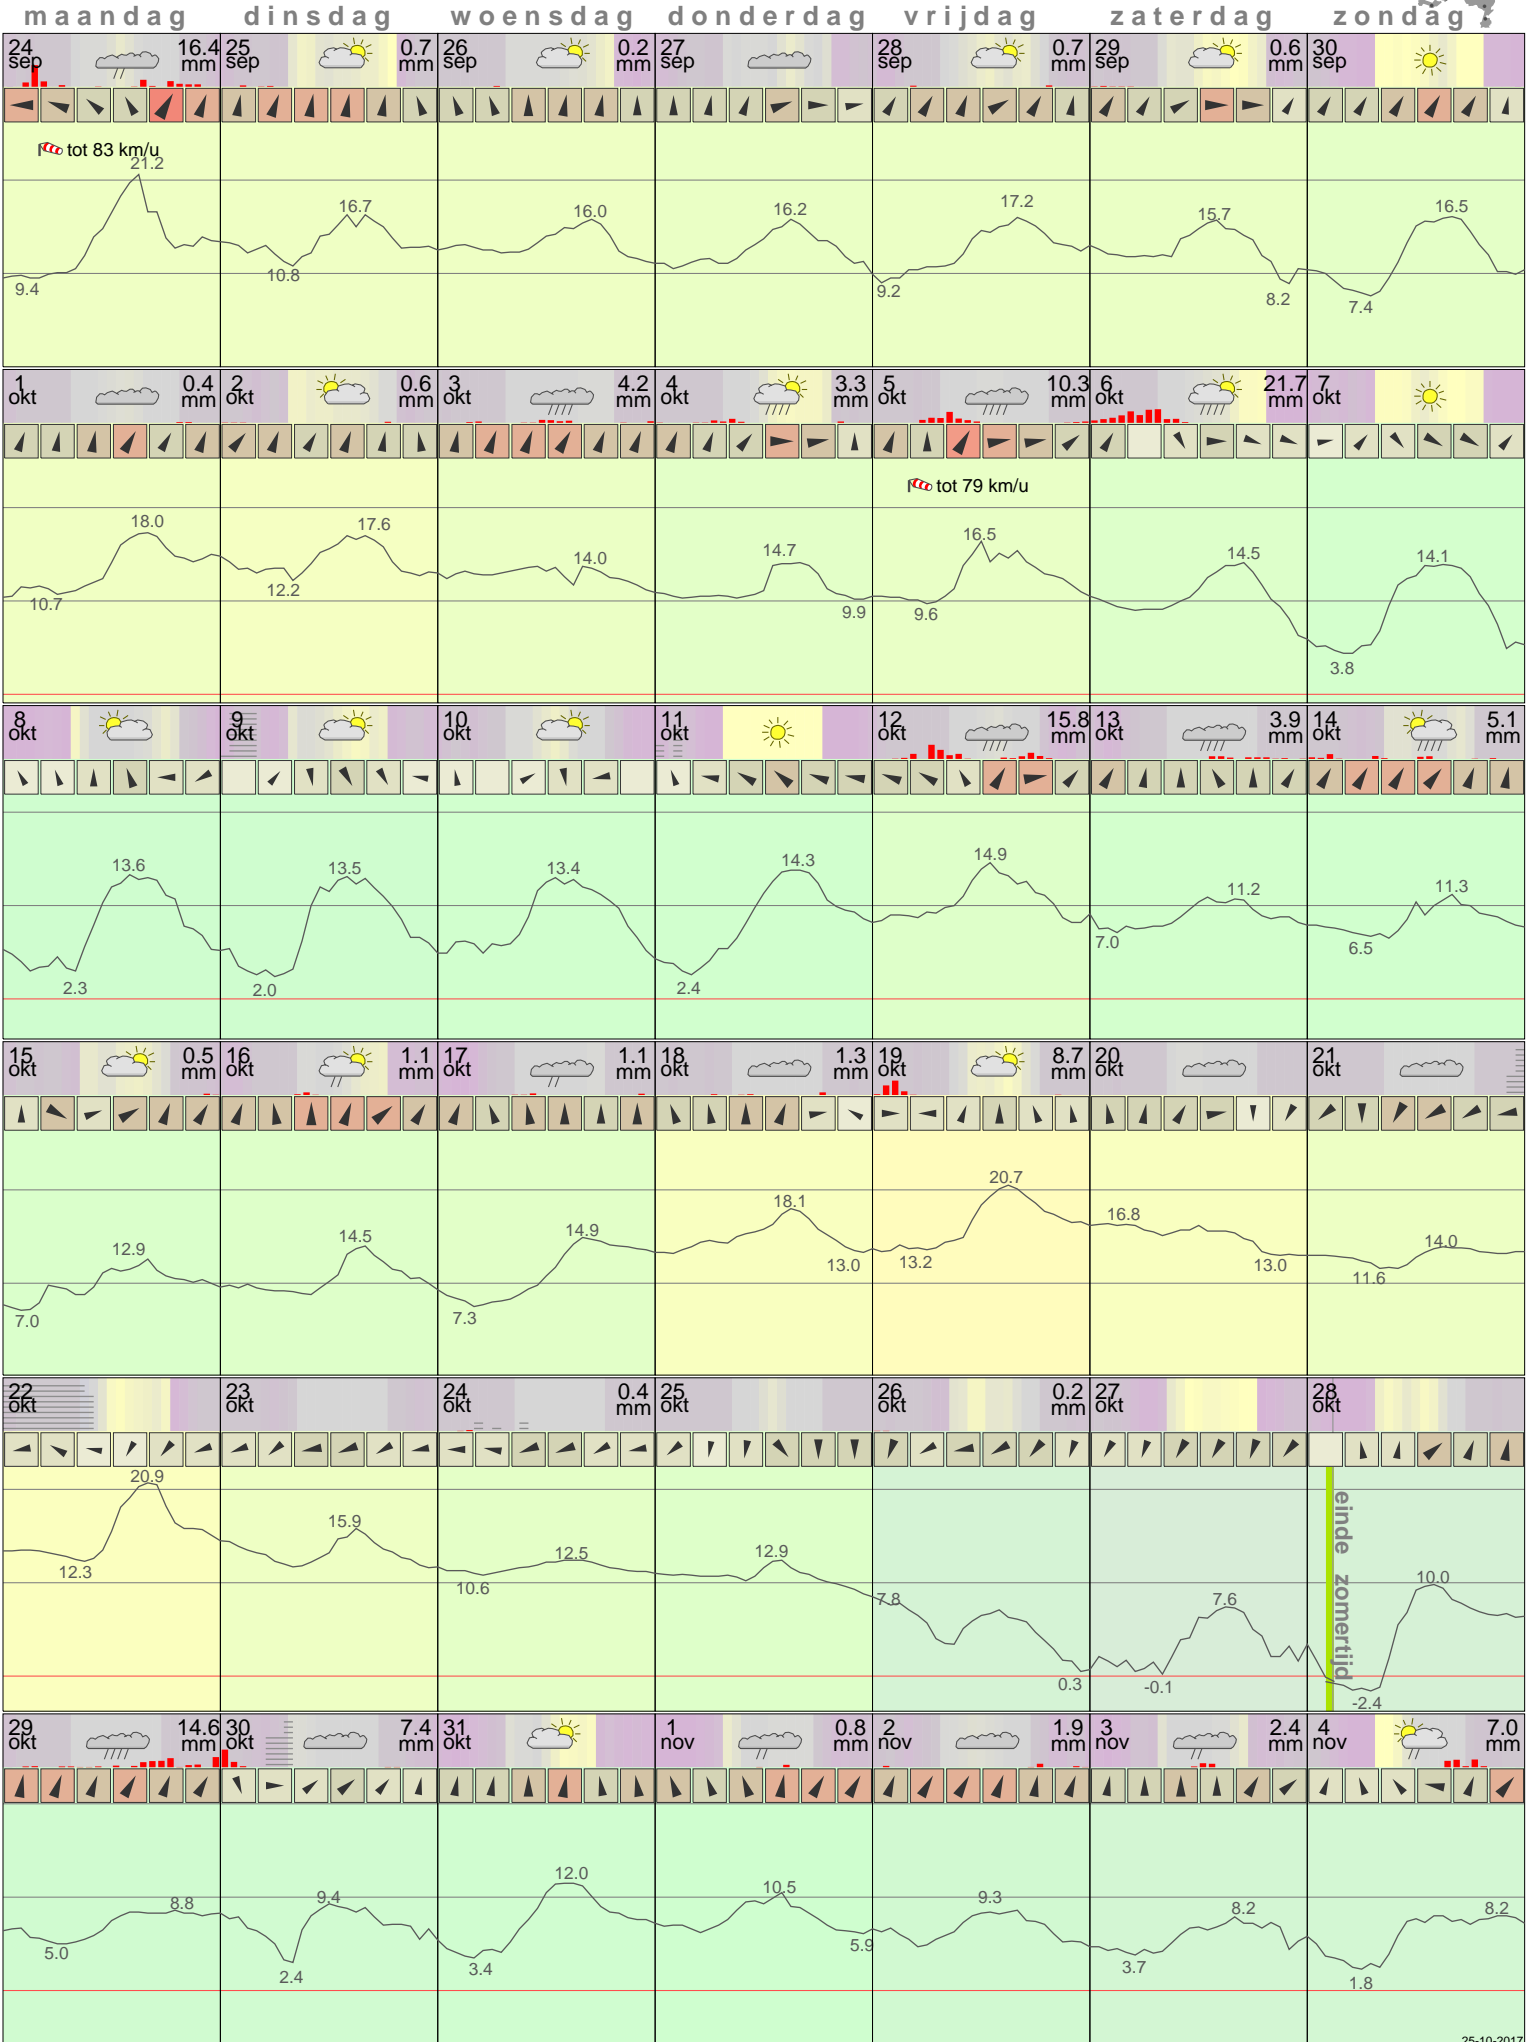 maandag dinsdag woensdag donderdag vrijdag zaterdag zondag
24 sep 16.4 mm 25 sep 0.7 mm 26 sep 0.2 mm 27 sep 28 sep 0.7 mm 29 sep 0.6 mm 30 sep
tot 83 km/u
21.2 16.7 16.0 16.2 17.2 15.7 16.5
9.4 10.8 9.2 8.2 7.4
1 okt 0.4 mm 2 okt 0.6 mm 3 okt 4.2 mm 4 okt 3.3 mm 5 okt 10.3 mm 6 okt 21.7 mm 7 okt
tot 79 km/u
18.0 17.6 14.0 14.7 16.5 14.5 14.1
10.7 12.2 9.9 9.6 3.8
8 okt 9 okt 10 okt 11 okt 12 okt 15.8 mm 13 okt 3.9 mm 14 okt 5.1 mm
13.6 13.5 13.4 14.3 14.9 11.2 11.3
2.3 2.0 2.4 7.0 6.5
15 okt 0.5 mm 16 okt 1.1 mm 17 okt 1.1 mm 18 okt 1.3 mm 19 okt 8.7 mm 20 okt 21 okt
12.9 14.5 14.9 18.1 20.7 16.8 14.0
7.0 7.3 13.0 13.2 13.0 11.6
22 okt 23 okt 24 okt 0.4 mm 25 okt 26 okt 0.2 mm 27 okt 28 okt
20.9 15.9 12.5 12.9 7.8 7.6 10.0
12.3 10.6 0.3 -0.1 -2.4
einde zomertijd
29 okt 14.6 mm 30 okt 7.4 mm 31 okt 1 nov 0.8 mm 2 nov 1.9 mm 3 nov 2.4 mm 4 nov 7.0 mm
8.8 9.4 12.0 10.5 9.3 8.2 8.2
5.0 2.4 3.4 5.9 3.7 1.8
25-10-2017